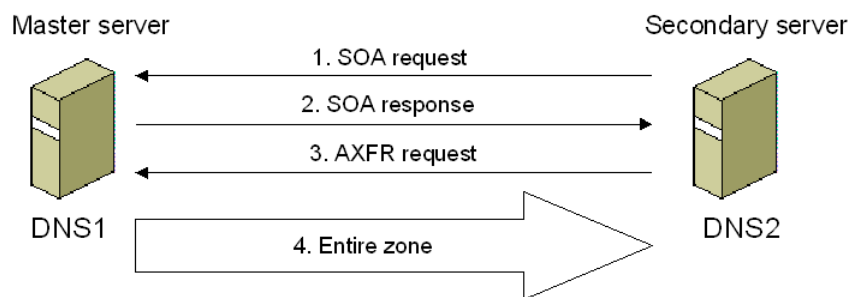 Master server
Secondary server
1. SOA request
2. SOA response
3. AXFR request
DNS1
DNS2
4. Entire zone